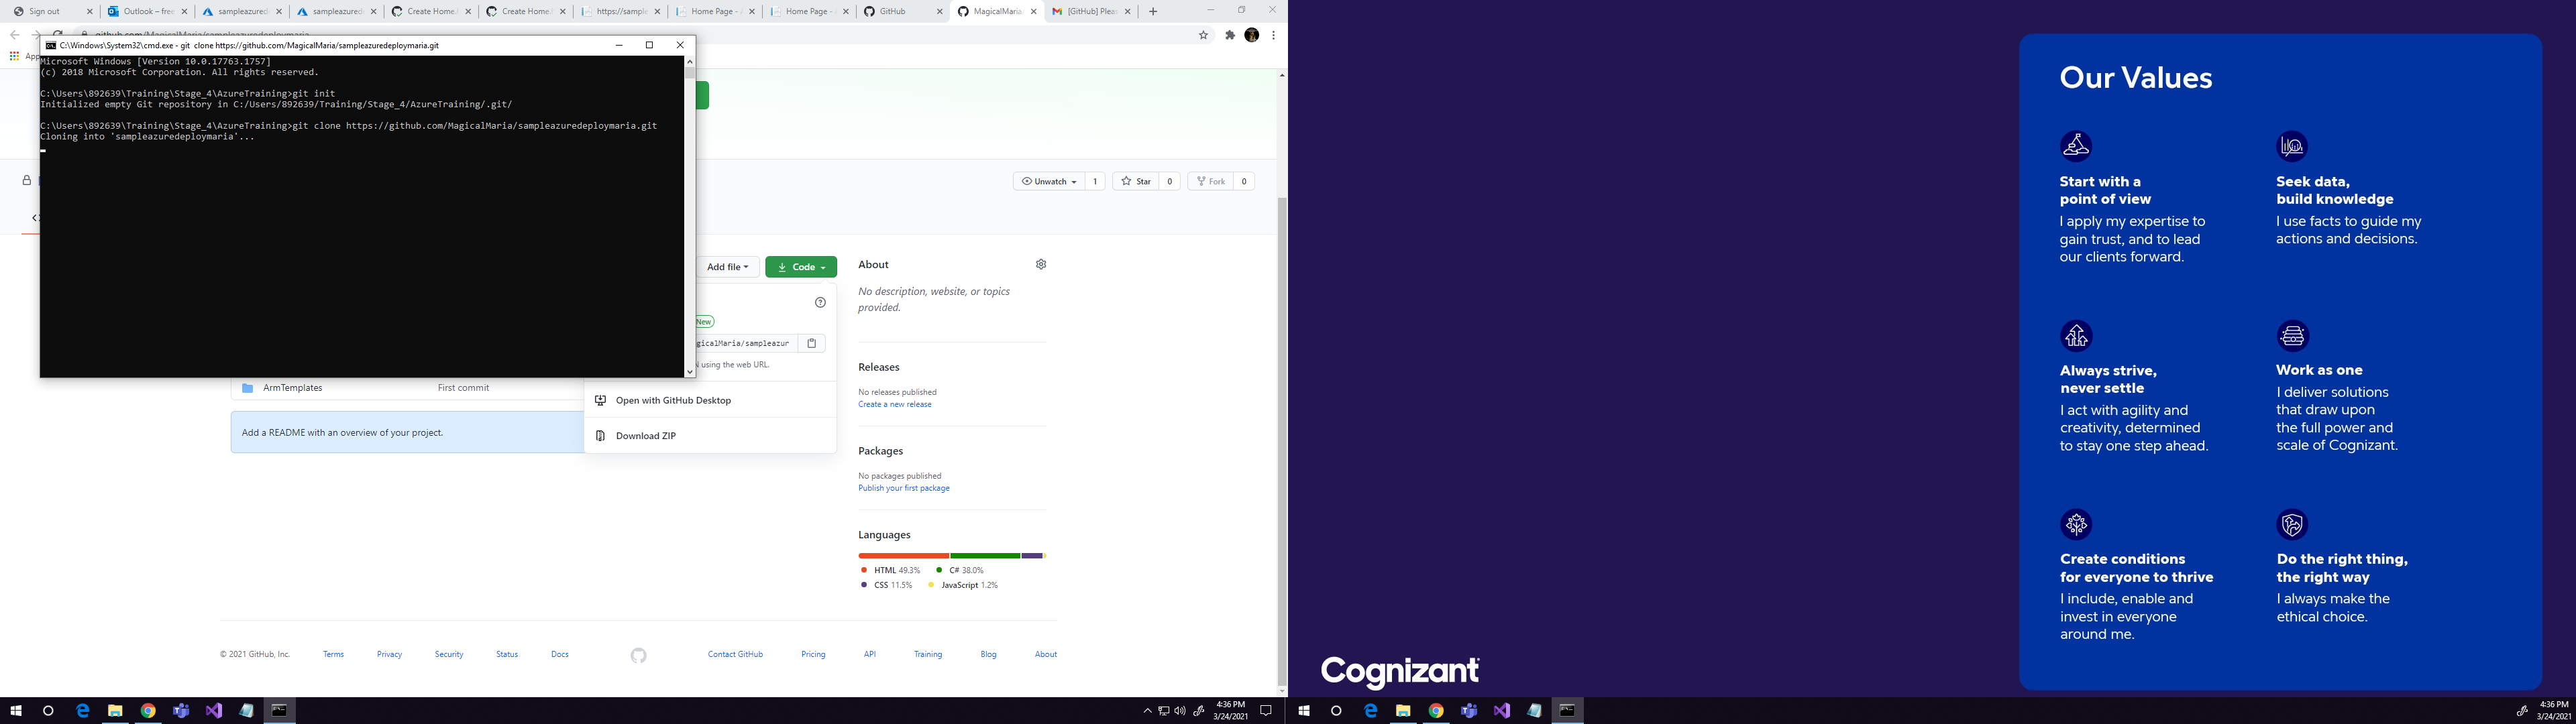 Sign out
Outlook – free
sampleazured
sampleazured
Create Home.
Create Home.
https://sample
Home Page -
Home Page -
GitHub
MagicalMaria
[GitHub] Pleas
github.com/MagicalMaria/sampleazuredeploymaria
C:\Windows\System32\cmd.exe - git clone https://github.com/MagicalMaria/sampleazuredeploymaria.git
Microsoft Windows [Version 10.0.17763.1757]
(c) 2018 Microsoft Corporation. All rights reserved.
C:\Users\892639\Training\Stage_4\AzureTraining>git init
Initialized empty Git repository in C:/Users/892639/Training/Stage_4/AzureTraining/.git/
C:\Users\892639\Training\Stage_4\AzureTraining>git clone https://github.com/MagicalMaria/sampleazuredeploymaria.git
Cloning into 'sampleazuredeploymaria'...
Unwatch 1
Star 0
Fork 0
Add file
Code
New
gicalMaria/sampleazur
using the web URL.
Open with GitHub Desktop
Download ZIP
ArmTemplates
First commit
Add a README with an overview of your project.
About
No description, website, or topics
provided.
Releases
No releases published
Create a new release
Packages
No packages published
Publish your first package
Languages
HTML 49.3% C# 38.0%
CSS 11.5% JavaScript 1.2%
© 2021 GitHub, Inc. Terms Privacy Security Status Docs Contact GitHub Pricing API Training Blog About
4:36 PM
3/24/2021
Our Values
Start with a
point of view
I apply my expertise to
gain trust, and to lead
our clients forward.
Seek data,
build knowledge
I use facts to guide my
actions and decisions.
Always strive,
never settle
I act with agility and
creativity, determined
to stay one step ahead.
Work as one
I deliver solutions
that draw upon
the full power and
scale of Cognizant.
Create conditions
for everyone to thrive
I include, enable and
invest in everyone
around me.
Do the right thing,
the right way
I always make the
ethical choice.
Cognizant
4:36 PM
3/24/2021